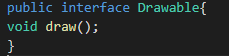 public interface Drawable{
void draw();
}